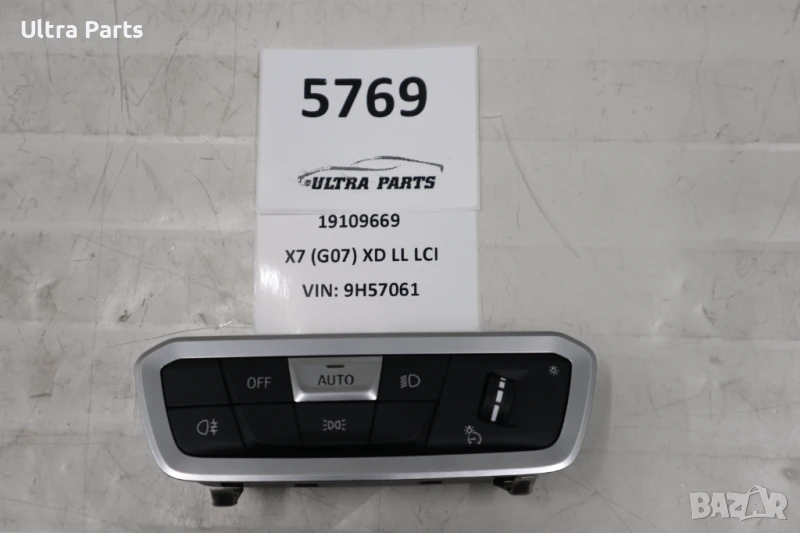 Ultra Parts
5769
ULTRA PARTS
19109669
X7 (G07) XD LL LCI
VIN: 9H57061
OFF
AUTO
BAZAR